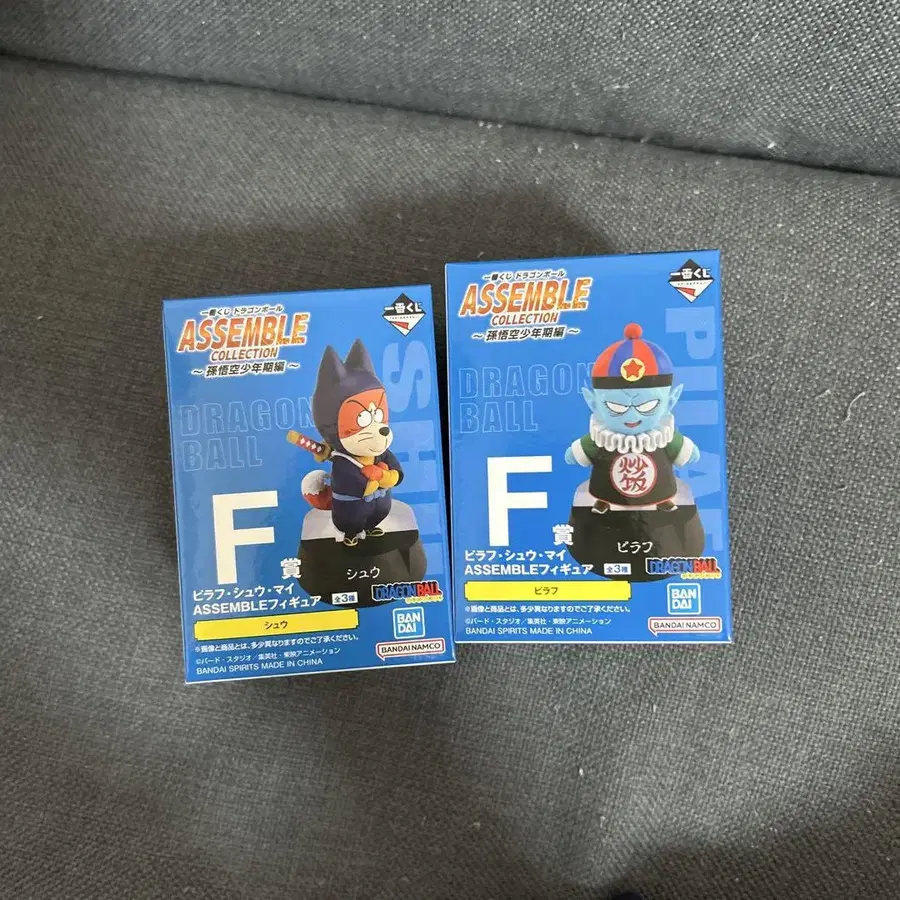 一番くじ ドラゴンボール
ASSEMBLE
COLLECTION
~ 孫悟空少年期編 ~
一番くじ
DRAGON
BALL
F賞
シュウ
ピラフ・シュウ・マイ
ASSEMBLEフィギュア
全3種
DRAGONBALL
シュウ
BAN
DAI
※画像と商品とは、多少異なりますのでご了承ください。
©バード・スタジオ/集英社・東映アニメーション
BANDAI SPIRITS MADE IN CHINA
BANDAI NAMCO
一番くじ ドラゴンボール
ASSEMBLE
COLLECTION
~ 孫悟空少年期編 ~
一番くじ
DRAGON
BALL
炒飯
F賞
ピラフ
ピラフ・シュウ・マイ
ASSEMBLEフィギュア
全3種
DRAGONBALL
ピラフ
BAN
DAI
※画像と商品とは、多少異なりますのでご了承ください。
©バード・スタジオ/集英社・東映アニメーション
BANDAI SPIRITS MADE IN CHINA
BANDAI NAMCO